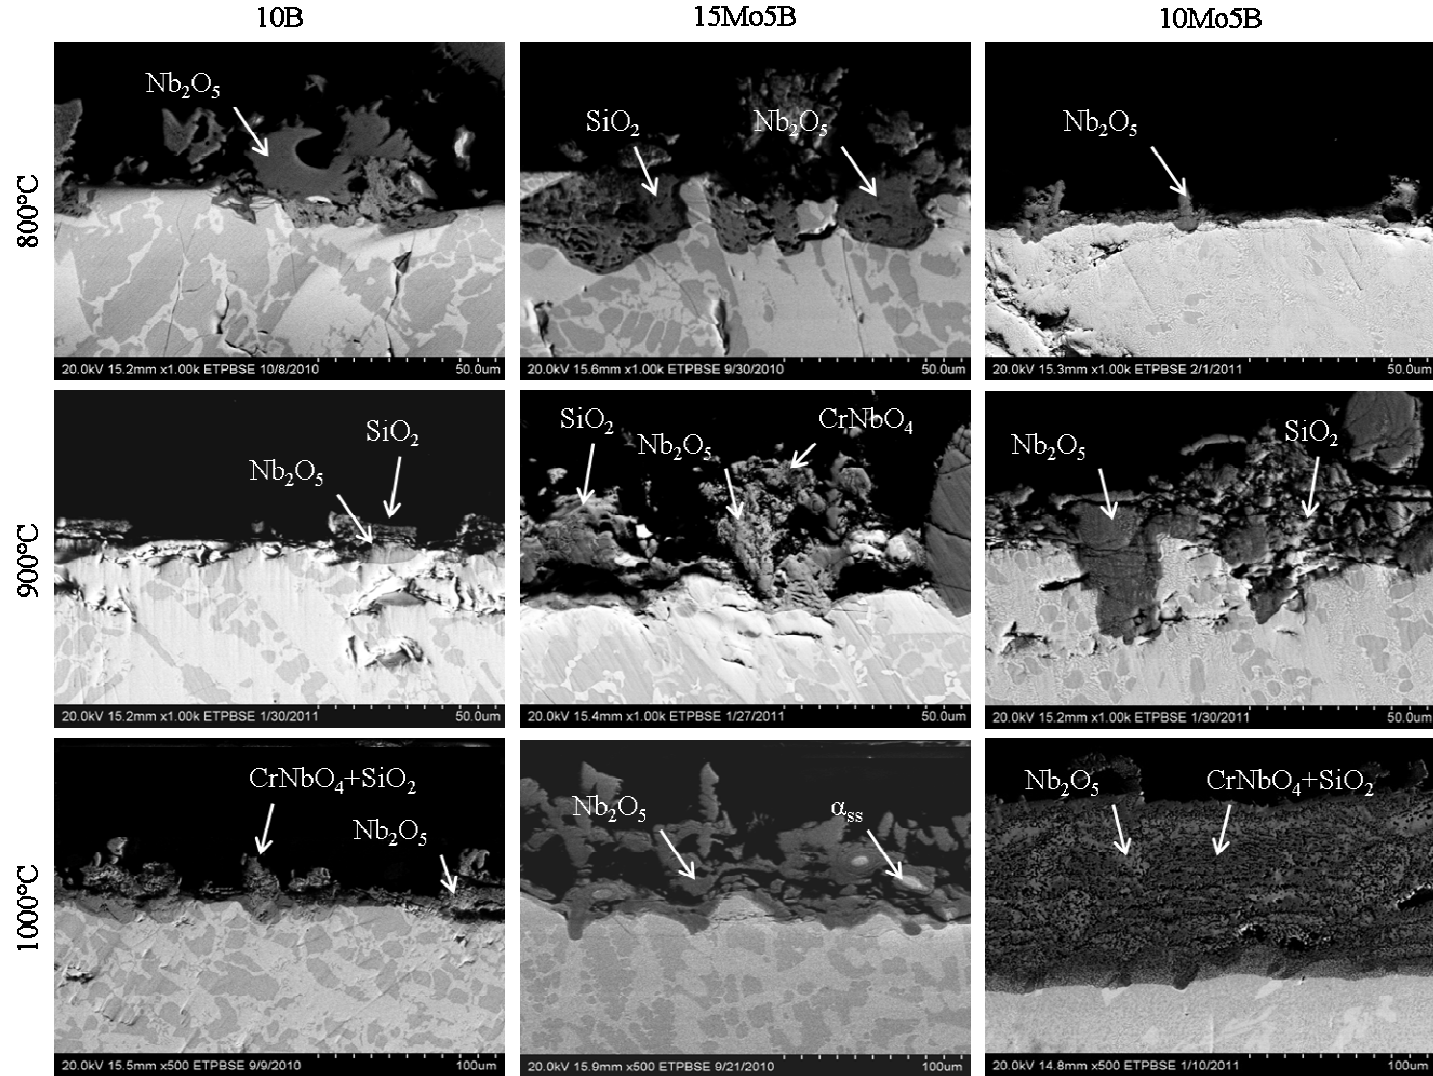 10B 15Mo5B 10Mo5B
800°C
Nb₂O₅
SiO₂ Nb₂O₅
Nb₂O₅
20.0kV 15.2mm x1.00k ETPBSE 10/8/2010 50.0um
20.0kV 15.6mm x1.00k ETPBSE 9/30/2010 50.0um
20.0kV 15.3mm x1.00k ETPBSE 2/1/2011 50.0um
900°C
SiO₂
Nb₂O₅
SiO₂ CrNbO₄
Nb₂O₅
Nb₂O₅ SiO₂
20.0kV 15.2mm x1.00k ETPBSE 1/30/2011 50.0um
20.0kV 15.4mm x1.00k ETPBSE 1/27/2011 50.0um
20.0kV 15.2mm x1.00k ETPBSE 1/30/2011 50.0um
1000°C
CrNbO₄+SiO₂
Nb₂O₅
Nb₂O₅ αss
Nb₂O₅ CrNbO₄+SiO₂
20.0kV 15.5mm x500 ETPBSE 9/9/2010 100um
20.0kV 15.9mm x500 ETPBSE 9/21/2010 100um
20.0kV 14.8mm x500 ETPBSE 1/10/2011 100um